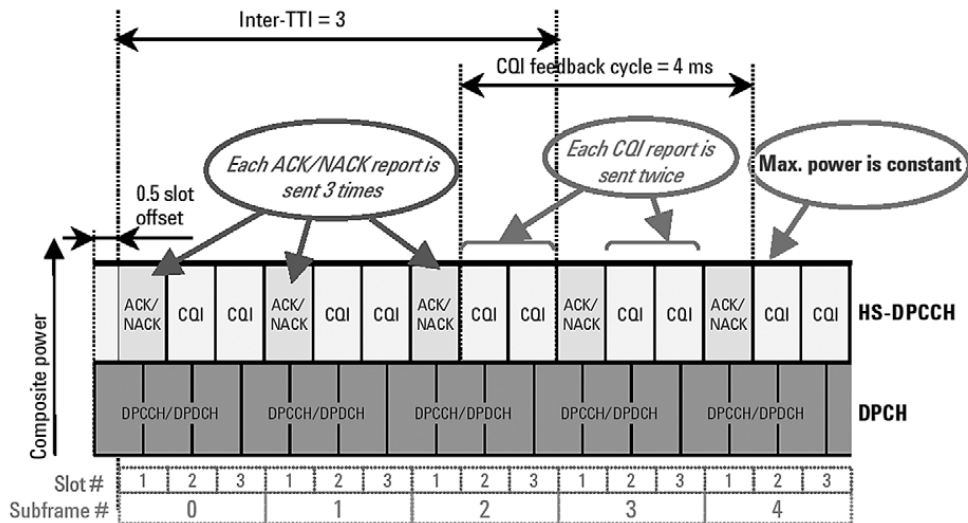 Inter-TTI = 3
CQI feedback cycle = 4 ms
Each ACK/NACK report is
sent 3 times
Each CQI report is
sent twice
Max. power is constant
0.5 slot
offset
Composite power
ACK/
NACK
CQI
CQI
ACK/
NACK
CQI
CQI
ACK/
NACK
CQI
CQI
ACK/
NACK
CQI
CQI
ACK/
NACK
CQI
CQI
HS-DPCCH
DPCCH/DPDCH
DPCCH/DPDCH
DPCCH/DPDCH
DPCCH/DPDCH
DPCCH/DPDCH
DPCH
Slot # 1 2 3 1 2 3 1 2 3 1 2 3 1 2 3
Subframe # 0 1 2 3 4